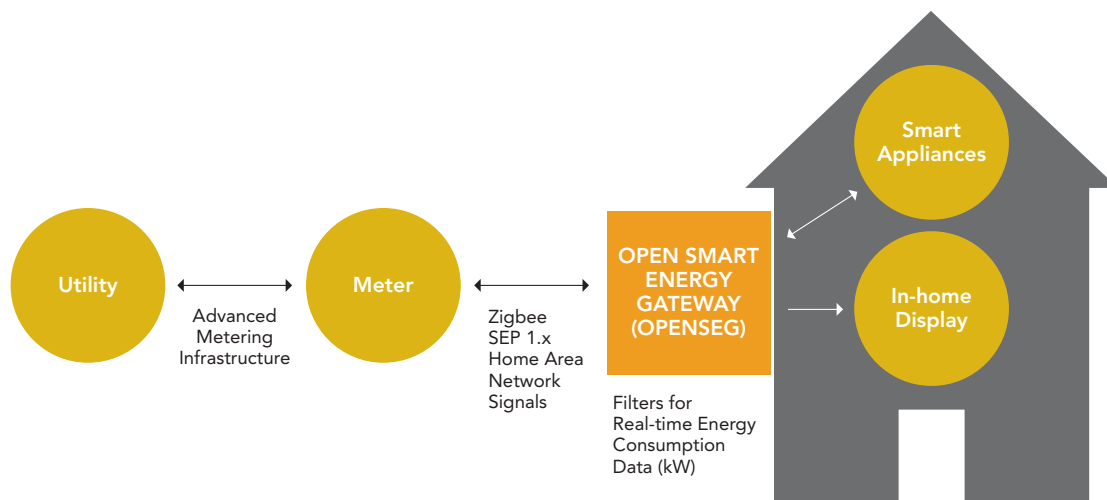 Utility
Advanced
Metering
Infrastructure
Meter
Zigbee
SEP 1.x
Home Area
Network
Signals
OPEN SMART
ENERGY
GATEWAY
(OPENSEG)
Filters for
Real-time Energy
Consumption
Data (kW)
Smart
Appliances
In-home
Display